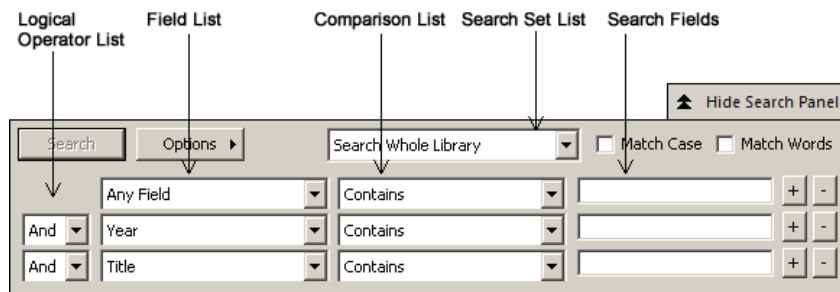 Logical Operator List
Field List
Comparison List
Search Set List
Search Fields
Hide Search Panel
Search
Options
Search Whole Library
Match Case
Match Words
Any Field
Contains
+
-
And
Year
Contains
+
-
And
Title
Contains
+
-